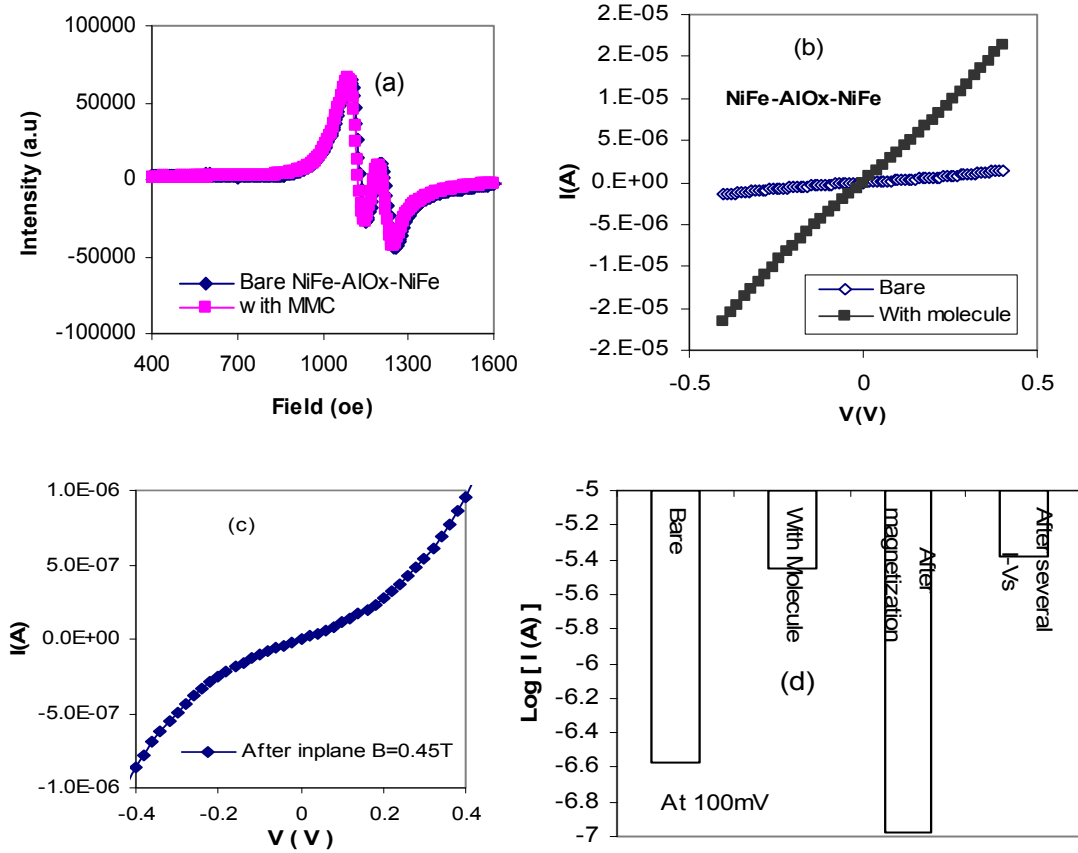 100000
50000
0
-50000
-100000
Intensity (a.u)
(a)
Bare NiFe-AlOx-NiFe
with MMC
400
700
1000
1300
1600
Field (oe)
2.E-05
2.E-05
1.E-05
5.E-06
0.E+00
-5.E-06
-1.E-05
-2.E-05
-2.E-05
I(A)
(b)
NiFe-AlOx-NiFe
Bare
With molecule
-0.5
0
0.5
V(V)
1.0E-06
5.0E-07
0.0E+00
-5.0E-07
-1.0E-06
I(A)
(c)
After inplane B=0.45T
-0.4
-0.2
0
0.2
0.4
V ( V )
-5
-5.2
-5.4
-5.6
-5.8
-6
-6.2
-6.4
-6.6
-6.8
-7
Log [ I (A) ]
Bare
With Molecule
After
magnetization
After several
I-Vs
(d)
At 100mV